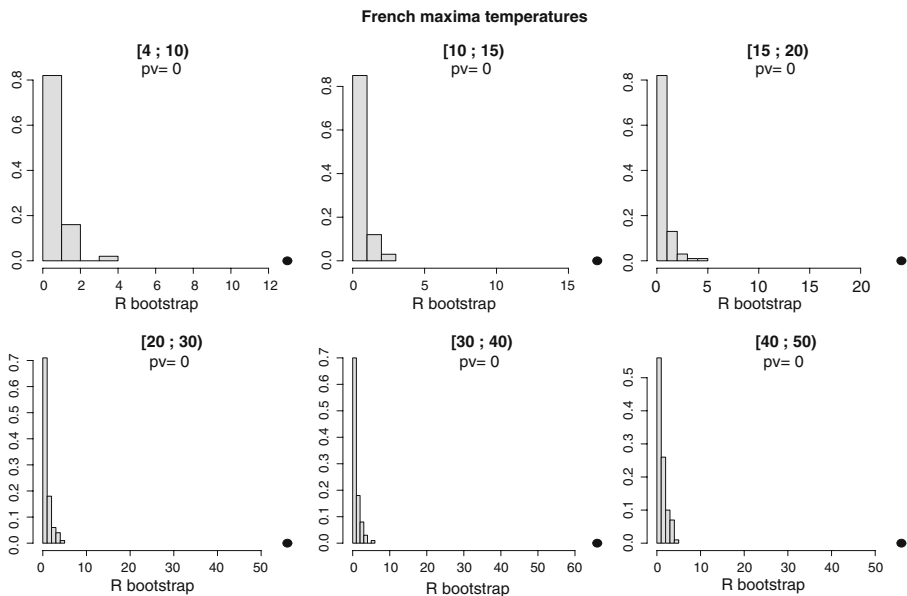 French maxima temperatures
[4 ; 10)
pv= 0
0.0 0.2 0.4 0.6 0.8
0 2 4 6 8 10 12
R bootstrap
[10 ; 15)
pv= 0
0.0 0.2 0.4 0.6 0.8
0 5 10 15
R bootstrap
[15 ; 20)
pv= 0
0.0 0.2 0.4 0.6 0.8
0 5 10 15 20
R bootstrap
[20 ; 30)
pv= 0
0.0 0.1 0.2 0.3 0.4 0.5 0.6 0.7
0 10 20 30 40 50
R bootstrap
[30 ; 40)
pv= 0
0.0 0.1 0.2 0.3 0.4 0.5 0.6 0.7
0 10 20 30 40 50 60
R bootstrap
[40 ; 50)
pv= 0
0.0 0.1 0.2 0.3 0.4 0.5
0 10 20 30 40 50
R bootstrap